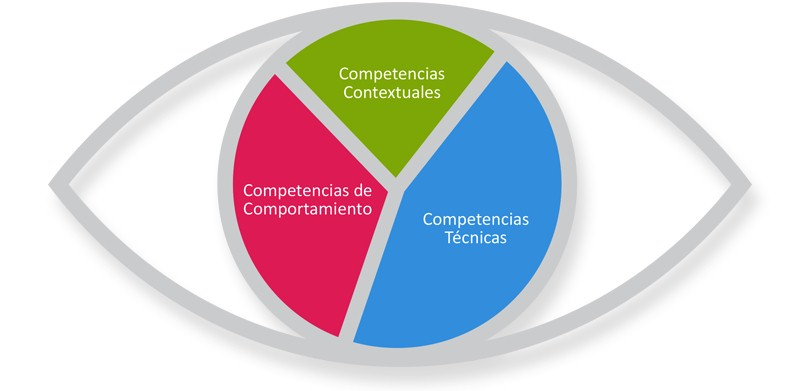 Competencias
Contextuales
Competencias de
Comportamiento
Competencias
Técnicas